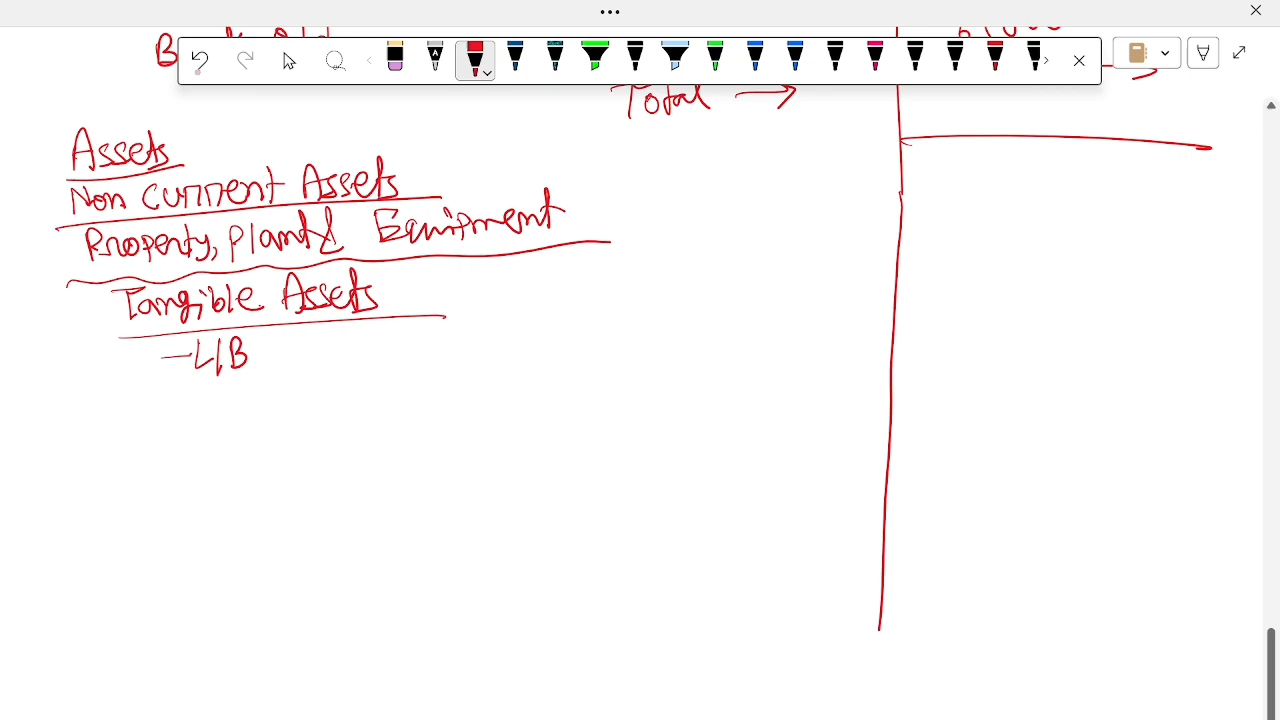 B
Total →
Assets
Non Current Assets
Property, Plant & Equipment
Tangible Assets
- L/B